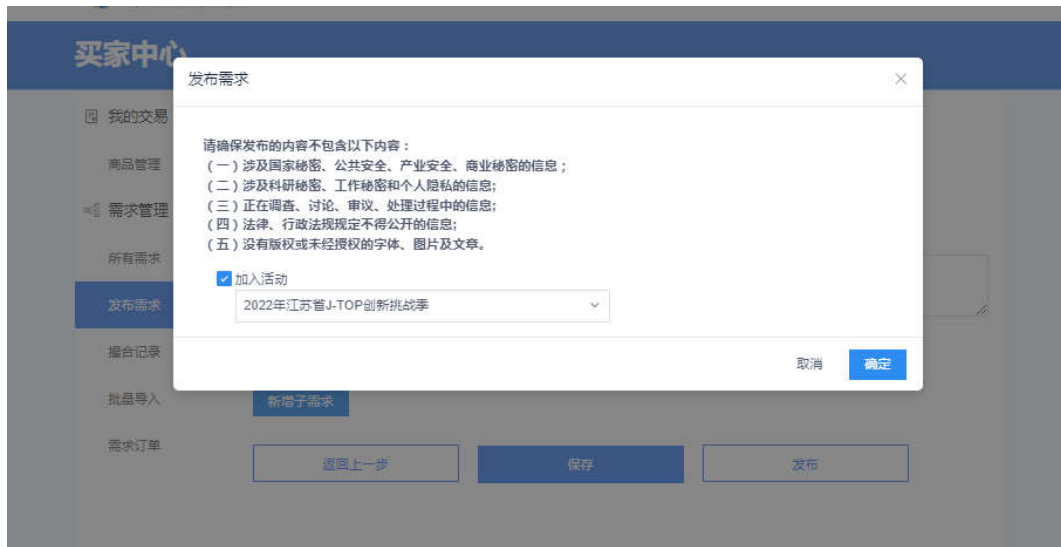 买家中心
发布需求
我的交易
请确保发布的内容不包含以下内容：
（一）涉及国家秘密、公共安全、产业安全、商业秘密的信息；
商品管理
（二）涉及科研秘密、工作秘密和个人隐私的信息;
（三）正在调查、讨论、审议、处理过程中的信息;
需求管理
（四）法律、行政法规规定不得公开的信息;
（五）没有版权或未经授权的字体、图片及文章。
所有需求
加入活动
发布需求
2022年江苏省J-TOP创新挑战季
撮合记录
取消
确定
批量导入
新增子需求
需求订单
返回上一步
保存
发布